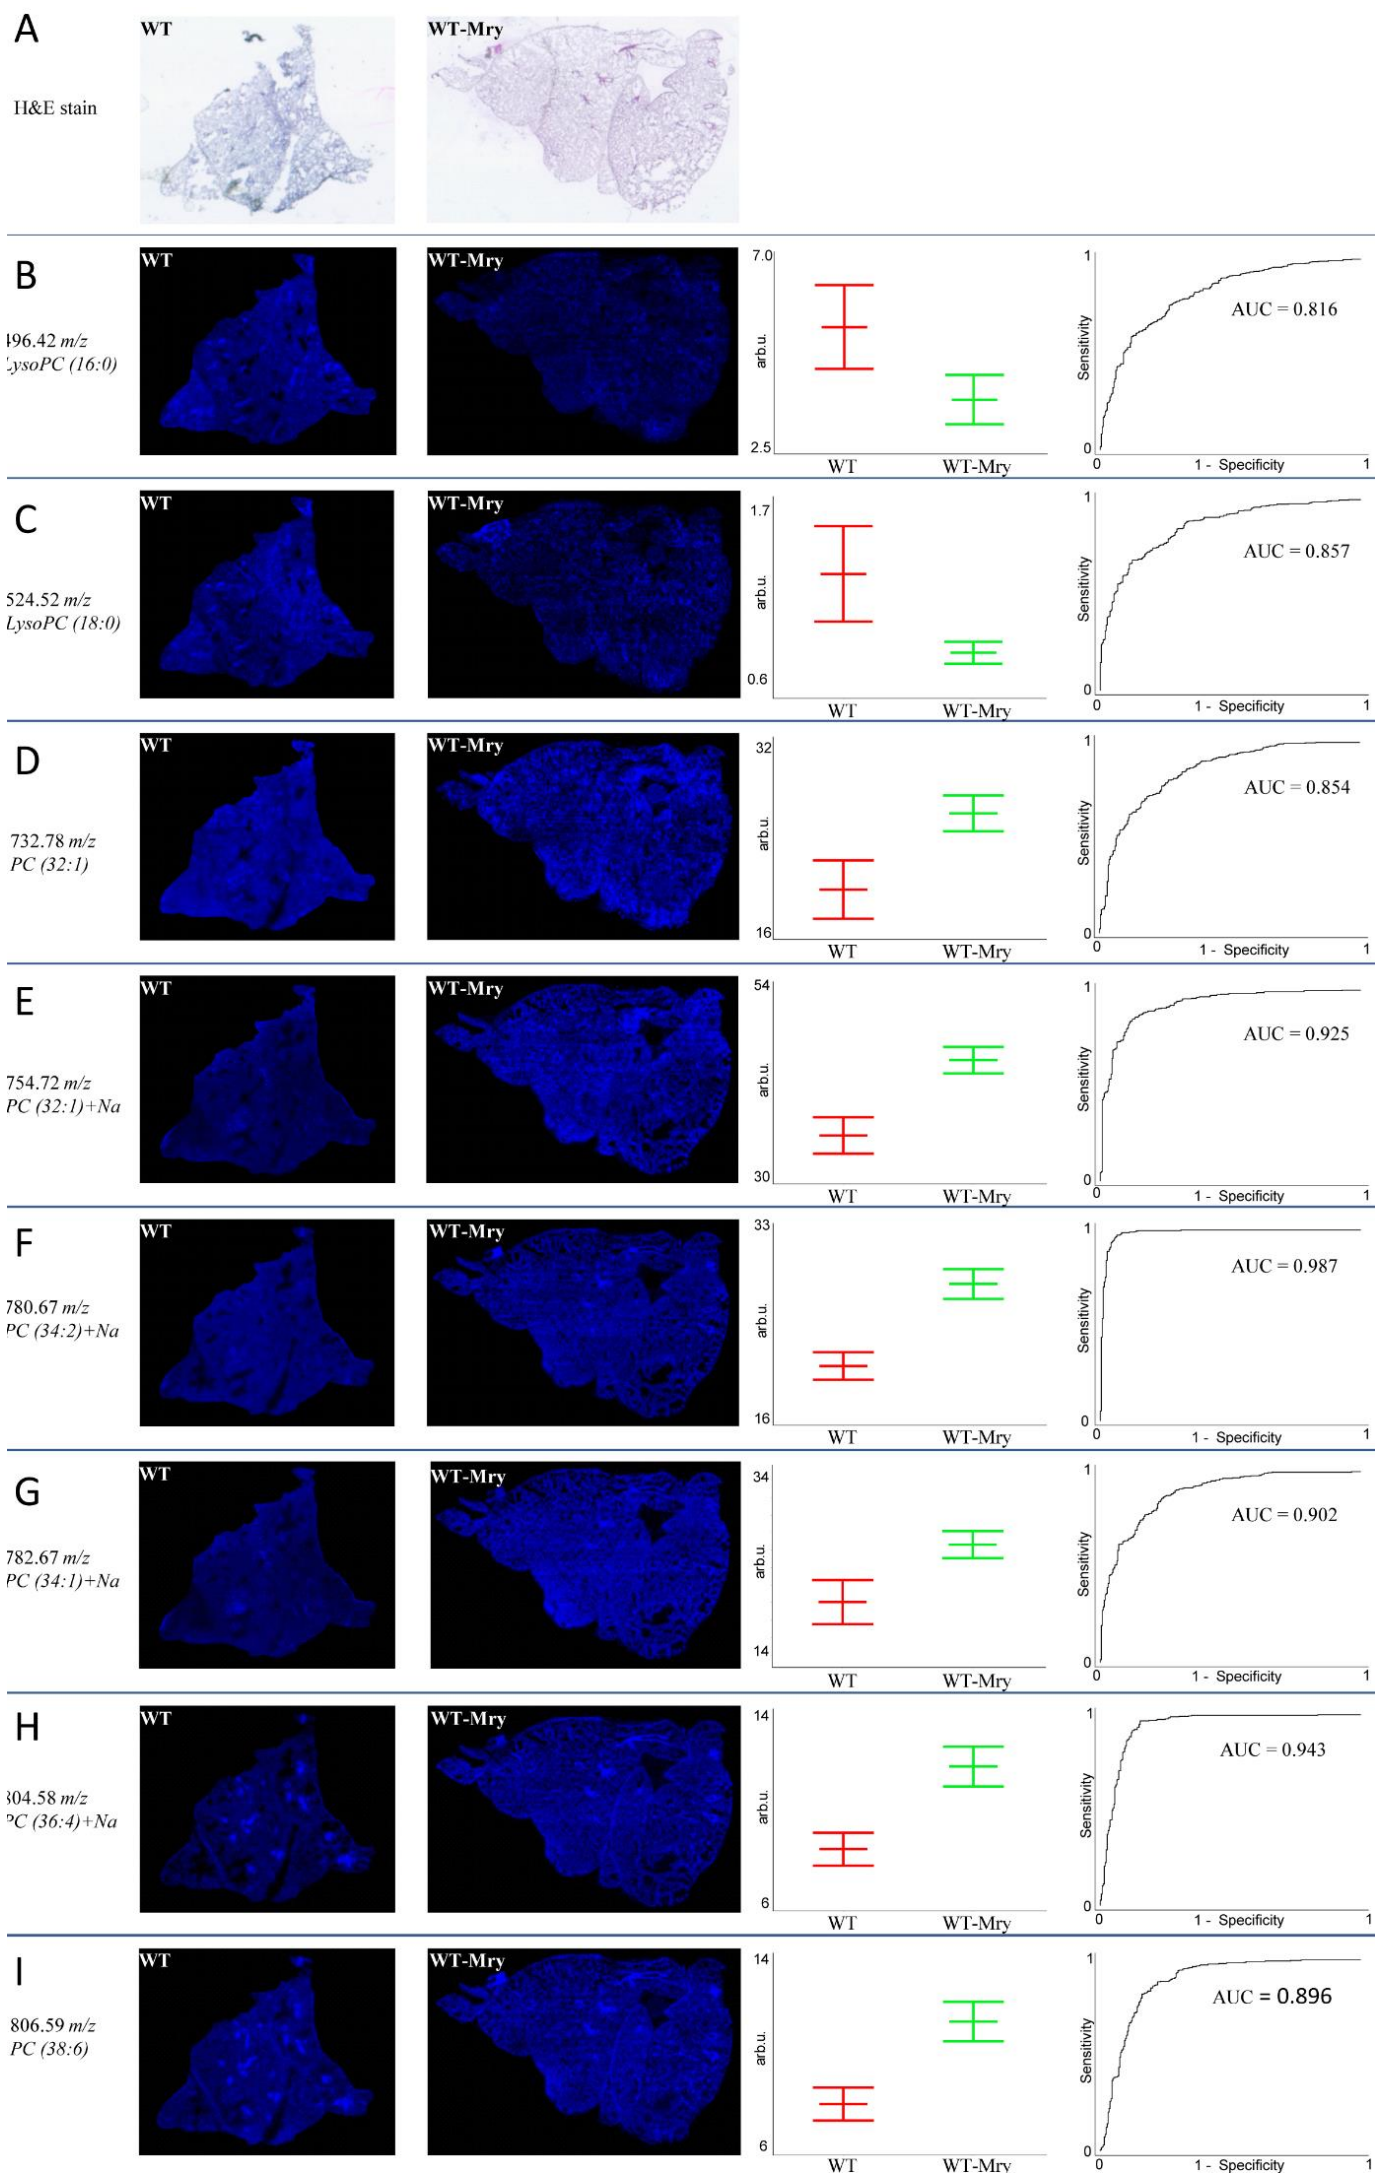 A
WT
WT-Mry
H&E stain
B
WT
WT-Mry
496.42 m/z
LysoPC (16:0)
7.0
arb.u.
2.5
WT
WT-Mry
1
Sensitivity
0
0
1 - Specificity
1
AUC = 0.816
C
WT
WT-Mry
524.52 m/z
LysoPC (18:0)
1.7
arb.u.
0.6
WT
WT-Mry
1
Sensitivity
0
0
1 - Specificity
1
AUC = 0.857
D
WT
WT-Mry
732.78 m/z
PC (32:1)
32
arb.u.
16
WT
WT-Mry
1
Sensitivity
0
0
1 - Specificity
1
AUC = 0.854
E
WT
WT-Mry
754.72 m/z
PC (32:1)+Na
54
arb.u.
30
WT
WT-Mry
1
Sensitivity
0
0
1 - Specificity
1
AUC = 0.925
F
WT
WT-Mry
780.67 m/z
PC (34:2)+Na
33
arb.u.
16
WT
WT-Mry
1
Sensitivity
0
0
1 - Specificity
1
AUC = 0.987
G
WT
WT-Mry
782.67 m/z
PC (34:1)+Na
34
arb.u.
14
WT
WT-Mry
1
Sensitivity
0
0
1 - Specificity
1
AUC = 0.902
H
WT
WT-Mry
804.58 m/z
PC (36:4)+Na
14
arb.u.
6
WT
WT-Mry
1
Sensitivity
0
0
1 - Specificity
1
AUC = 0.943
I
WT
WT-Mry
806.59 m/z
PC (38:6)
14
arb.u.
6
WT
WT-Mry
1
Sensitivity
0
0
1 - Specificity
1
AUC = 0.896